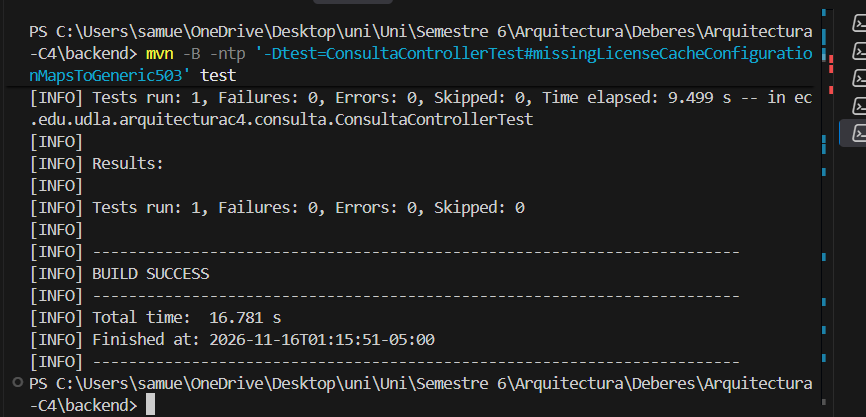 PS C:\Users\samue\OneDrive\Desktop\uni\Uni\Semestre 6\Arquitectura\Deberes\Arquitectura
-C4\backend> mvn -B -ntp '-Dtest=ConsultaControllerTest#missingLicenseCacheConfiguratio
nMapsToGeneric503' test
[INFO] Tests run: 1, Failures: 0, Errors: 0, Skipped: 0, Time elapsed: 9.499 s -- in ec
.edu.udla.arquitecturac4.consulta.ConsultaControllerTest
[INFO]
[INFO] Results:
[INFO]
[INFO] Tests run: 1, Failures: 0, Errors: 0, Skipped: 0
[INFO]
[INFO] ------------------------------------------------------------------------
[INFO] BUILD SUCCESS
[INFO] ------------------------------------------------------------------------
[INFO] Total time:  16.781 s
[INFO] Finished at: 2026-11-16T01:15:51-05:00
[INFO] ------------------------------------------------------------------------
PS C:\Users\samue\OneDrive\Desktop\uni\Uni\Semestre 6\Arquitectura\Deberes\Arquitectura
-C4\backend>